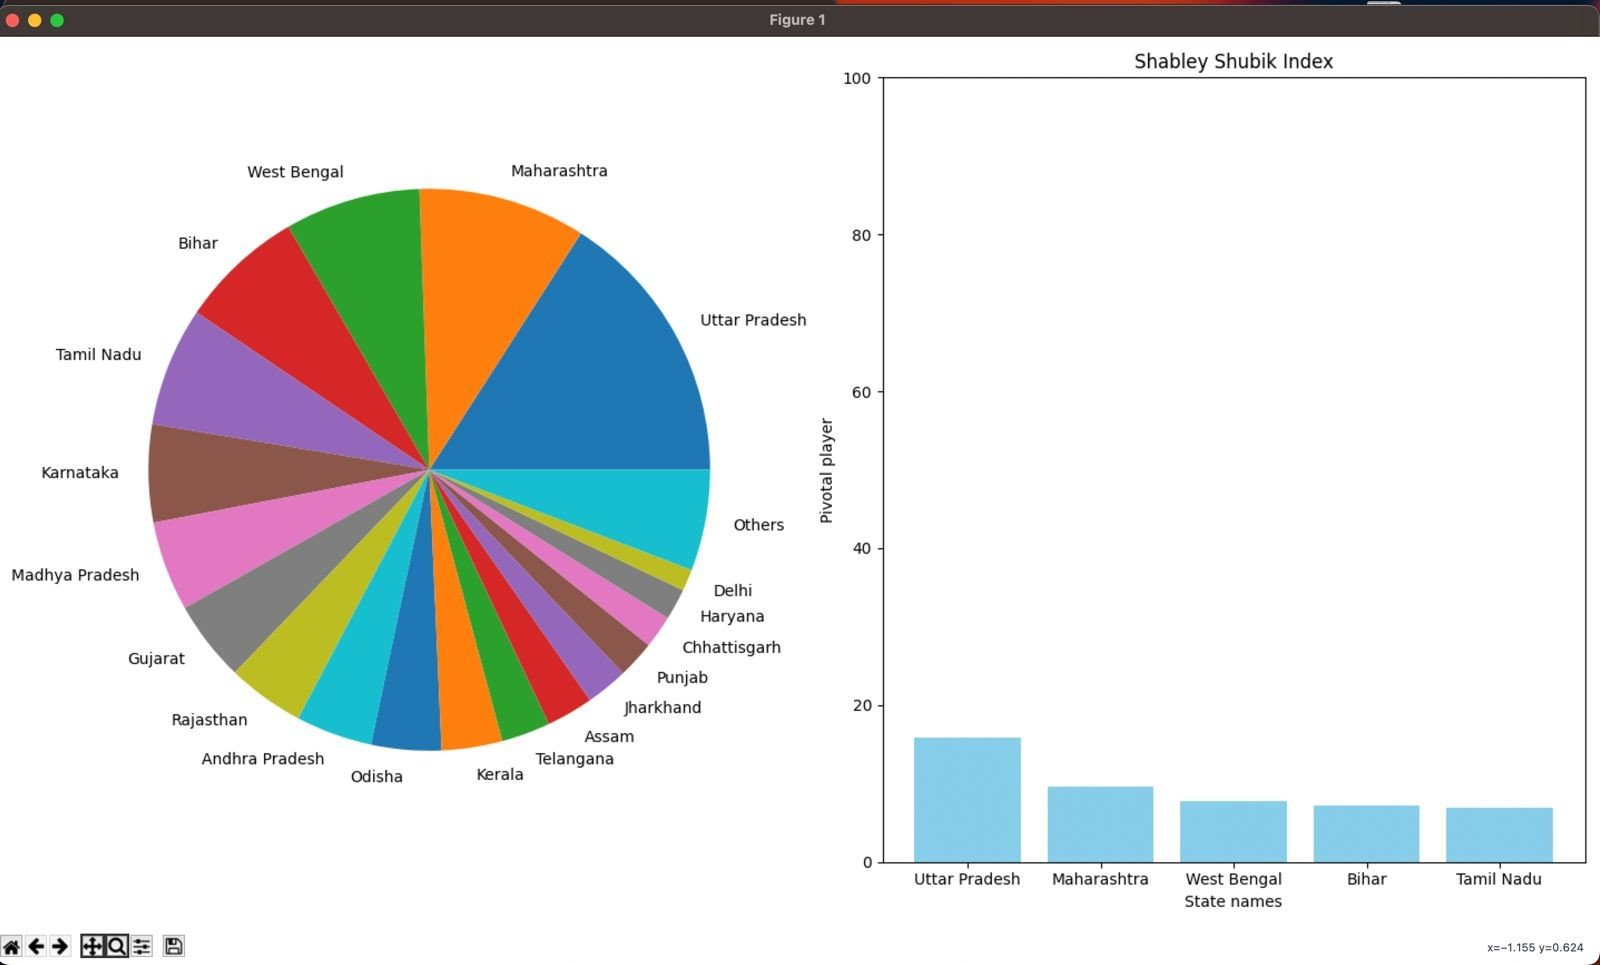 Figure 1
West Bengal
Maharashtra
Bihar
Uttar Pradesh
Tamil Nadu
Karnataka
Others
Madhya Pradesh
Delhi
Haryana
Chhattisgarh
Gujarat
Punjab
Jharkhand
Rajasthan
Assam
Andhra Pradesh
Telangana
Odisha
Kerala
Shabley Shubik Index
100
80
60
40
20
0
Pivotal player
Uttar Pradesh
Maharashtra
West Bengal
Bihar
Tamil Nadu
State names
x=−1.155 y=0.624